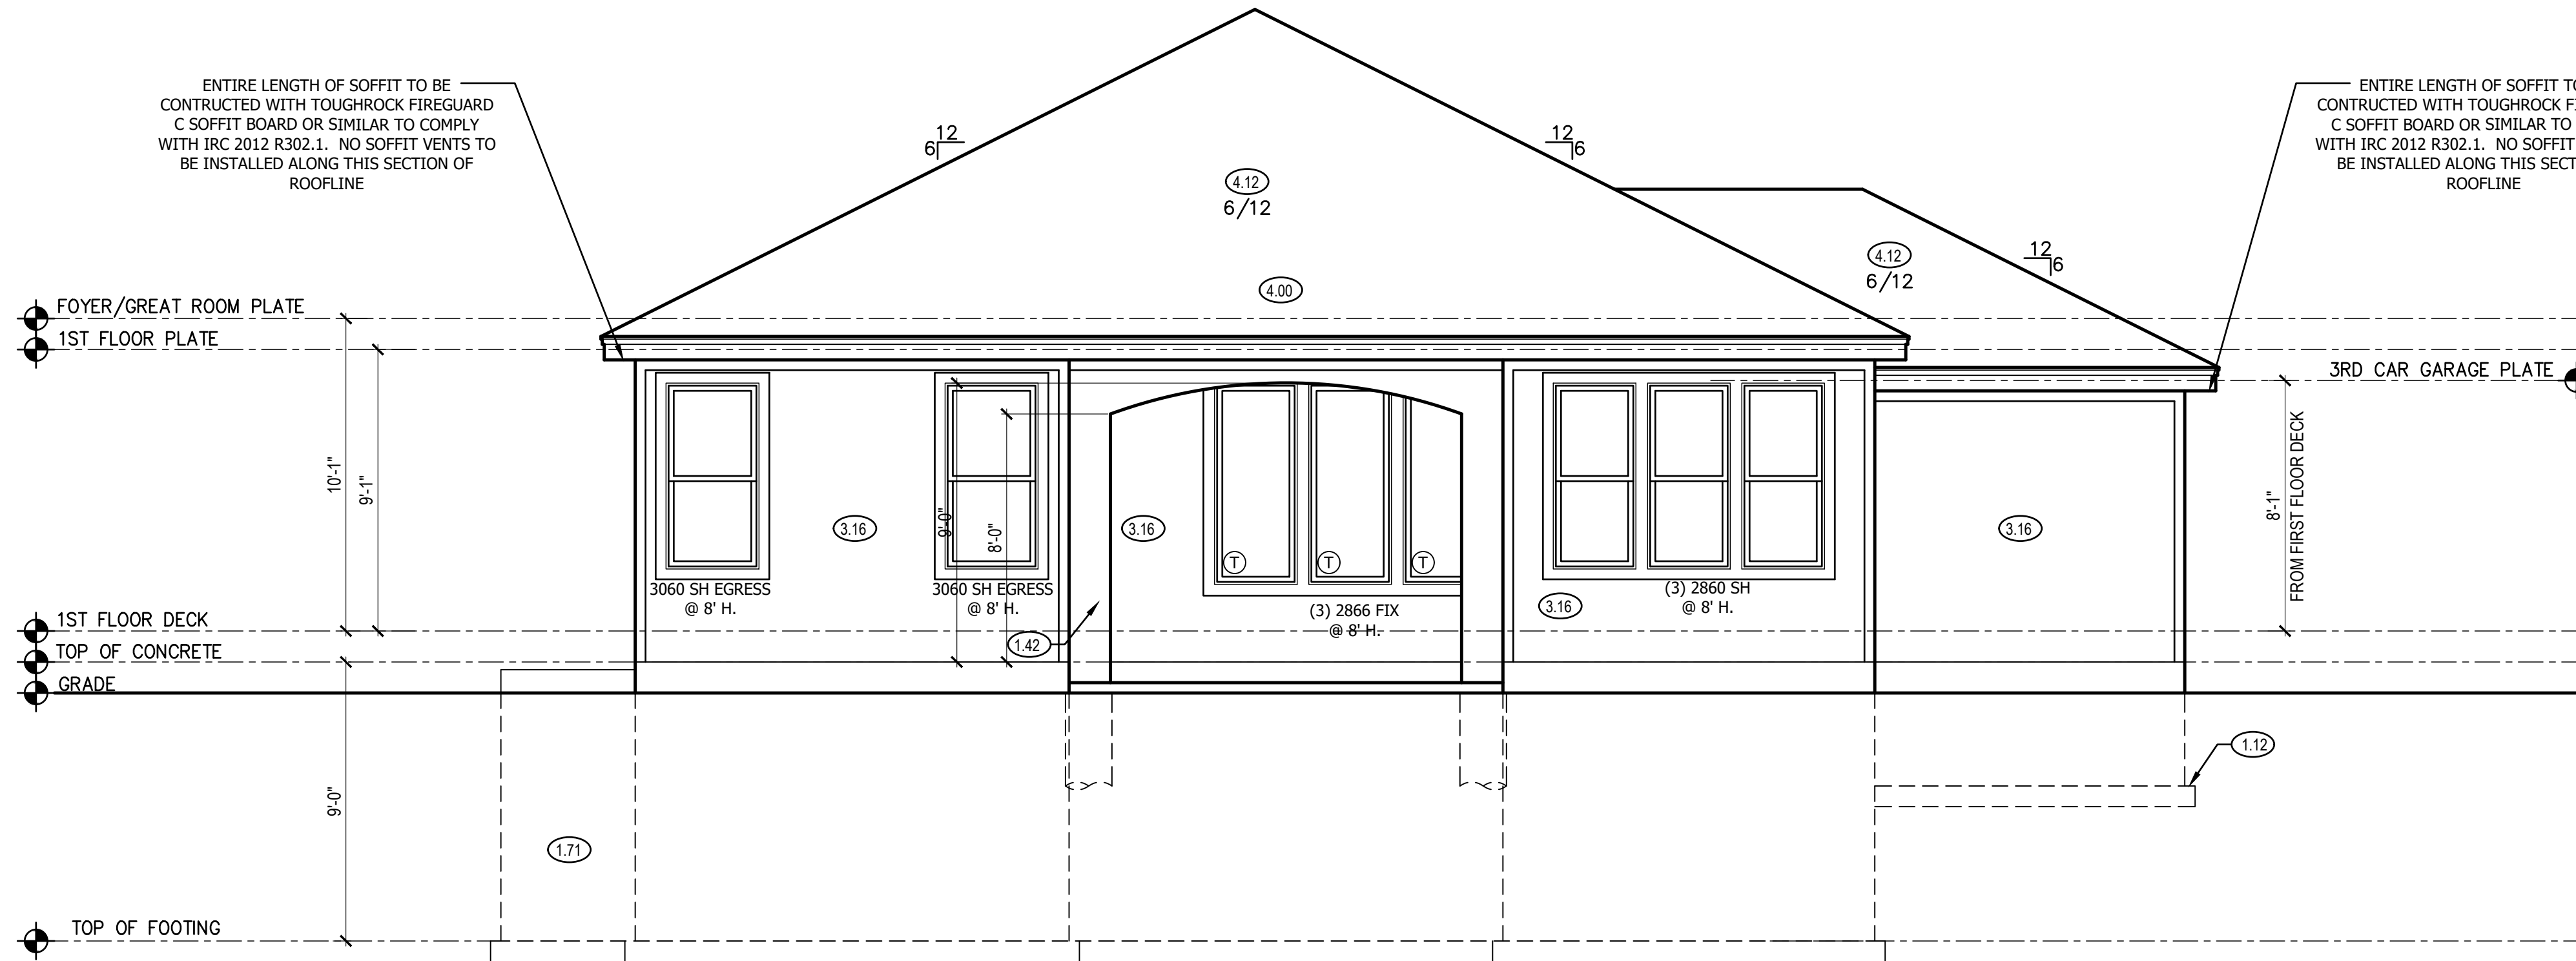 ENTIRE LENGTH OF SOFFIT TO BE
CONTRUCTED WITH TOUGHROCK FIREGUARD
C SOFFIT BOARD OR SIMILAR TO COMPLY
WITH IRC 2012 R302.1. NO SOFFIT VENTS TO
BE INSTALLED ALONG THIS SECTION OF
ROOFLINE
ENTIRE LENGTH OF SOFFIT TO
CONTRUCTED WITH TOUGHROCK
C SOFFIT BOARD OR SIMILAR TO
WITH IRC 2012 R302.1. NO SOFFIT
BE INSTALLED ALONG THIS SECT
ROOFLINE
12
6
12
6
4.12
6/12
12
6
4.12
6/12
4.00
FOYER/GREAT ROOM PLATE
1ST FLOOR PLATE
3RD CAR GARAGE PLATE
10'-1"
9'-1"
9'-0"
8'-0"
8'-1"
FROM FIRST FLOOR DECK
3.16
3.16
3.16
3.16
T
T
T
3060 SH EGRESS
@ 8' H.
3060 SH EGRESS
@ 8' H.
(3) 2866 FIX
@ 8' H.
(3) 2860 SH
@ 8' H.
1.42
1ST FLOOR DECK
TOP OF CONCRETE
GRADE
1.12
9'-0"
1.71
TOP OF FOOTING